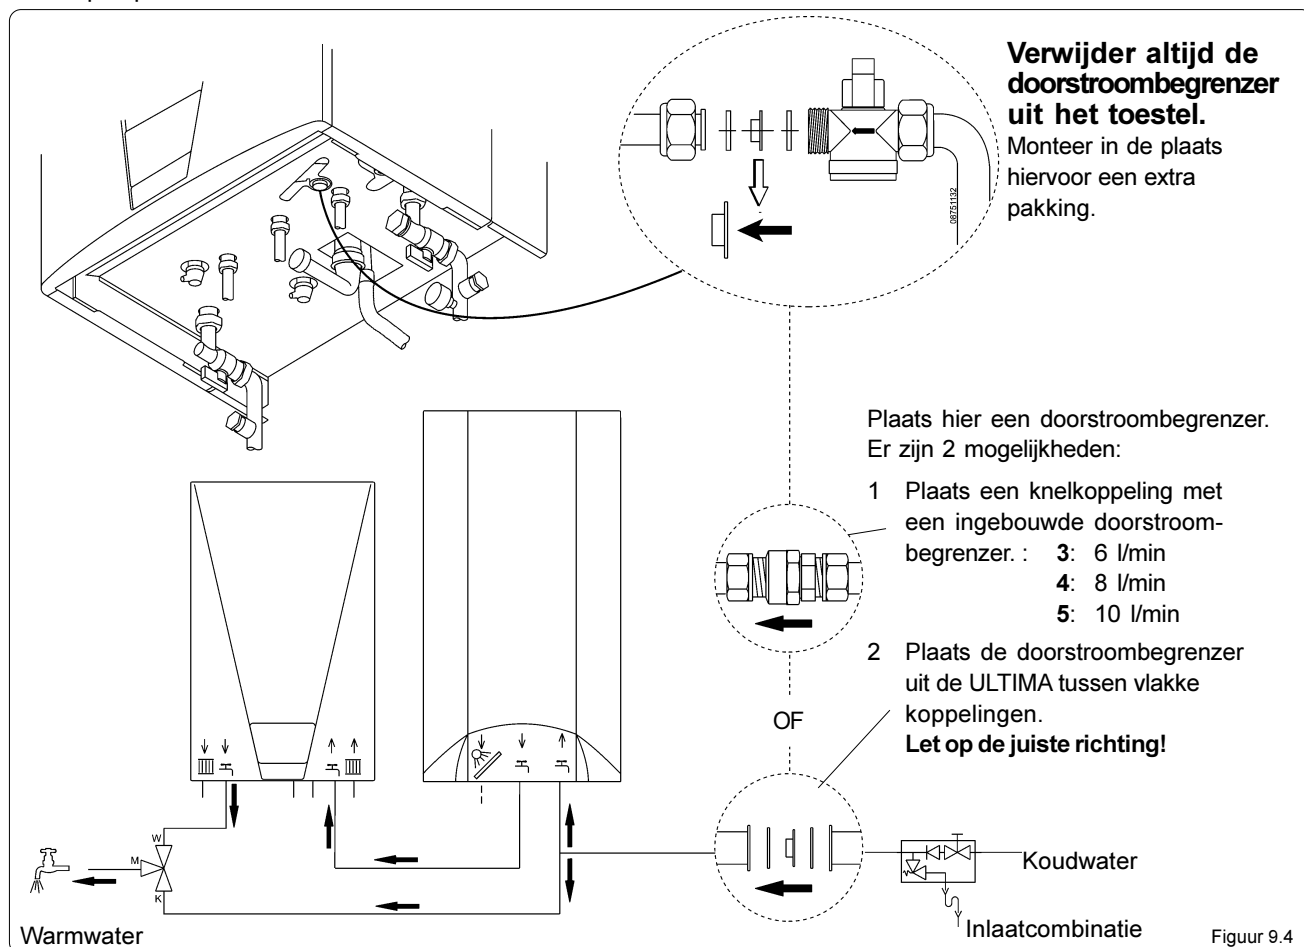 Verwijder altijd de
doorstroombegrenzer
uit het toestel.
Monteer in de plaats
hiervoor een extra
pakking.
08751132
Plaats hier een doorstroombegrenzer.
Er zijn 2 mogelijkheden:
1 Plaats een knelkoppeling met
een ingebouwde doorstroom-
begrenzer. : 3: 6 l/min
4: 8 l/min
5: 10 l/min
2 Plaats de doorstroombegrenzer
uit de ULTIMA tussen vlakke
koppelingen.
Let op de juiste richting!
OF
W
M
K
Koudwater
Inlaatcombinatie
Warmwater
Figuur 9.4